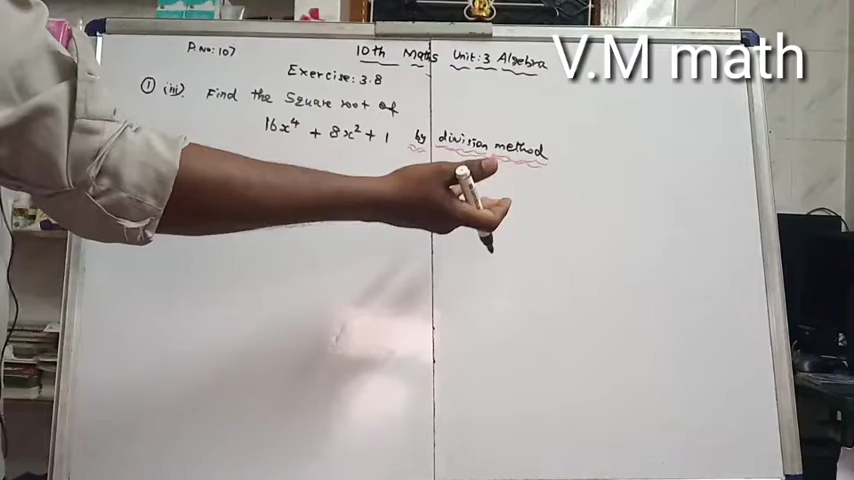 V.M math
P.No: 107
10th Maths Unit: 3 Algebra
Exercise: 3.8
① (iii) Find the Square root of
16x⁴ + 8x² + 1 by division method